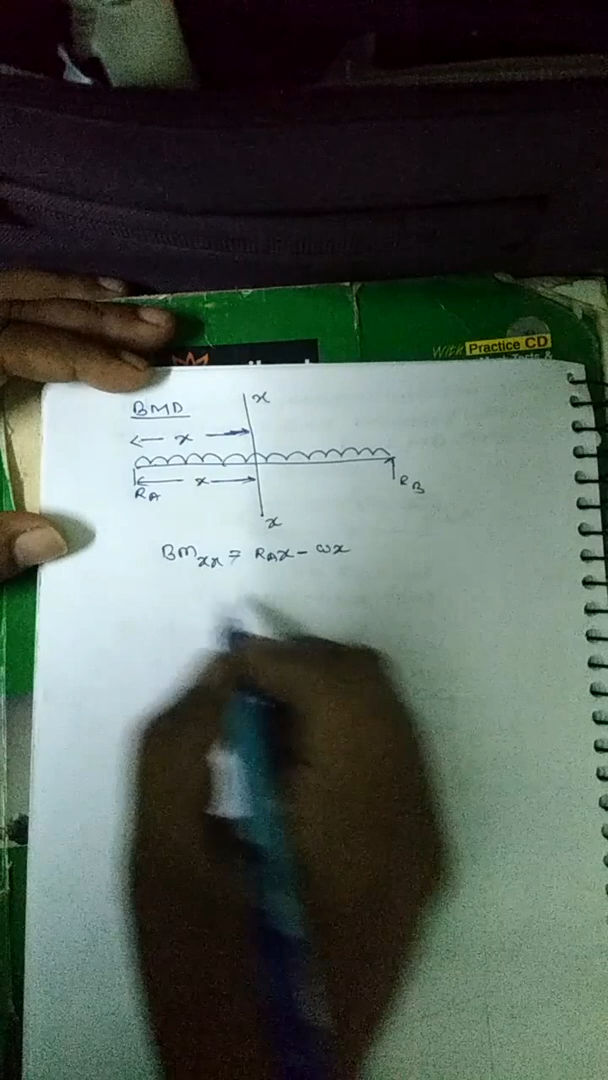 With Practice CD
BMD
x
x
x
RA
RB
x
BMxx = RAx - ωx